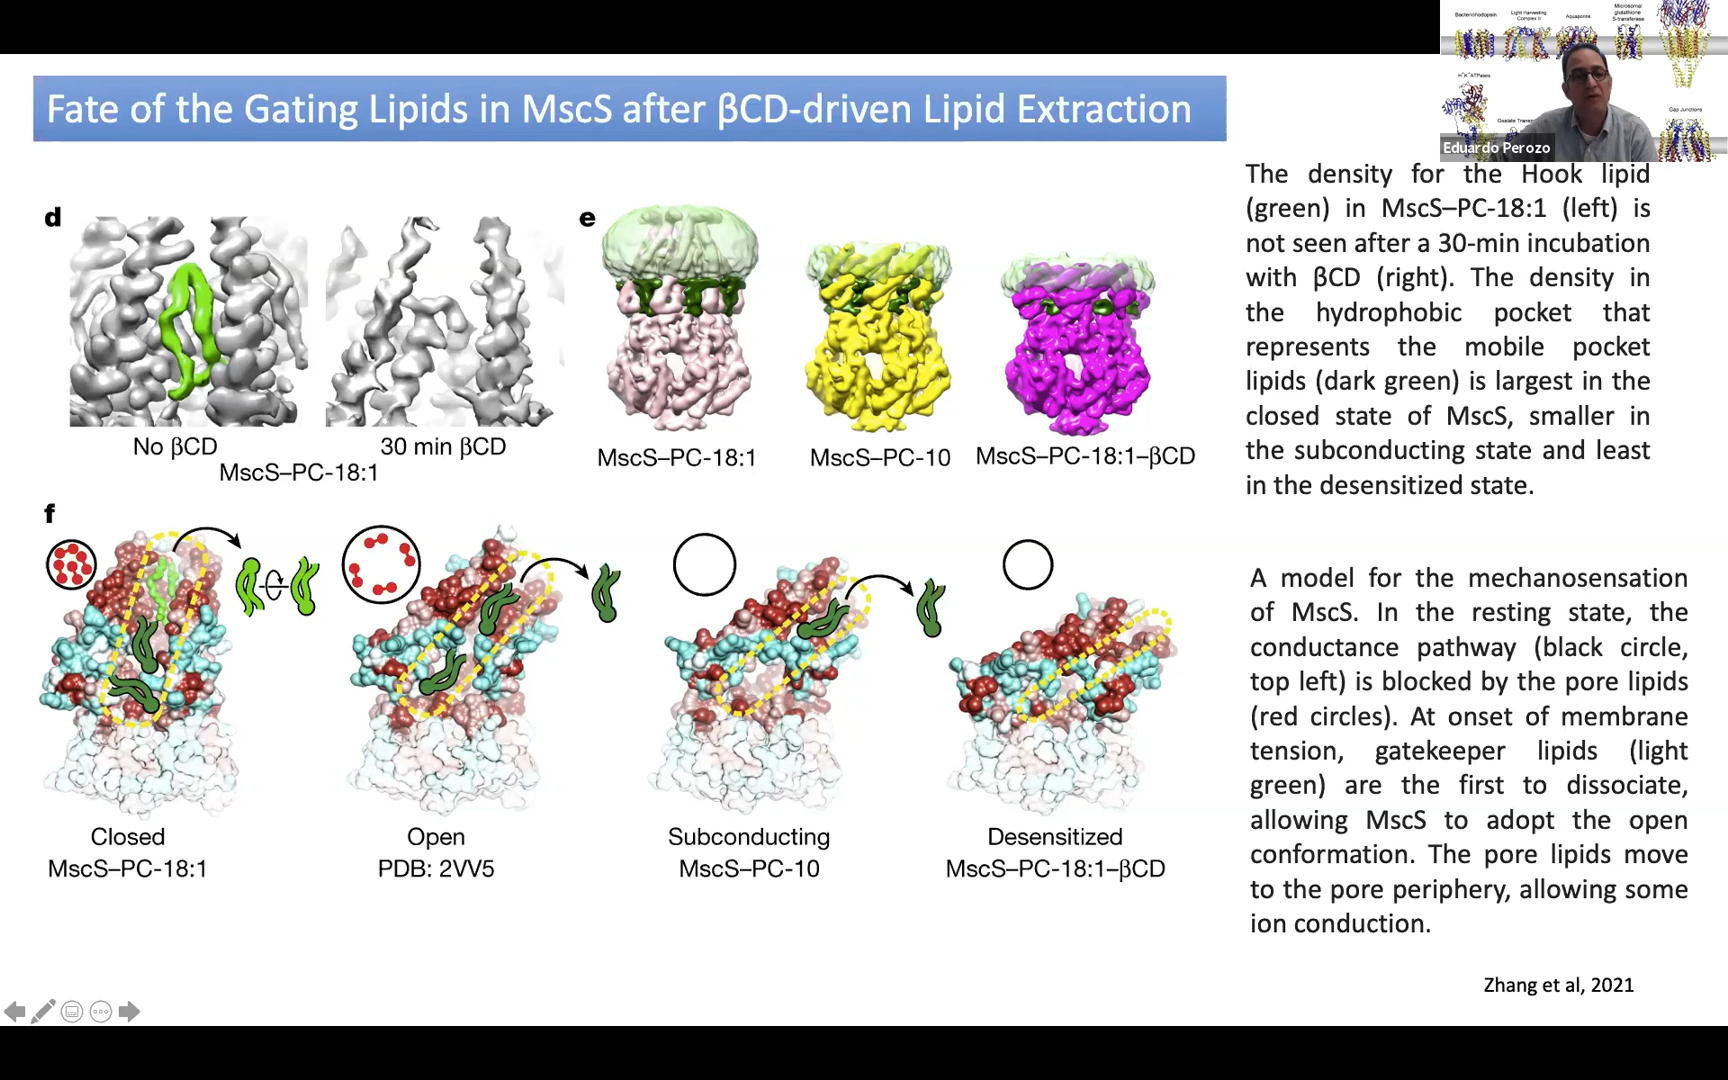 Fate of the Gating Lipids in MscS after βCD-driven Lipid Extraction
Bacteriorhodopsin
Light Harvesting
Complex II
Aquaporins
Microsomal
glutathione
S-transferase
H⁺K⁺ATPases
Gap Junctions
Eduardo Perozo
d
No βCD
30 min βCD
MscS–PC-18:1
e
MscS–PC-18:1
MscS–PC-10
MscS–PC-18:1–βCD
The density for the Hook lipid
(green) in MscS–PC-18:1 (left) is
not seen after a 30-min incubation
with βCD (right). The density in
the hydrophobic pocket that
represents the mobile pocket
lipids (dark green) is largest in the
closed state of MscS, smaller in
the subconducting state and least
in the desensitized state.
f
Closed
MscS–PC-18:1
Open
PDB: 2VV5
Subconducting
MscS–PC-10
Desensitized
MscS–PC-18:1–βCD
A model for the mechanosensation
of MscS. In the resting state, the
conductance pathway (black circle,
top left) is blocked by the pore lipids
(red circles). At onset of membrane
tension, gatekeeper lipids (light
green) are the first to dissociate,
allowing MscS to adopt the open
conformation. The pore lipids move
to the pore periphery, allowing some
ion conduction.
Zhang et al, 2021